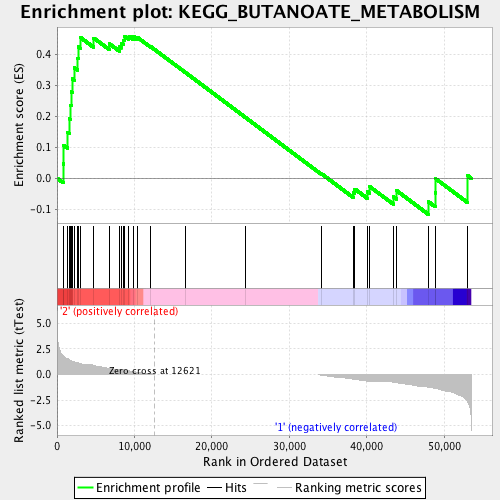 Enrichment plot: KEGG_BUTANOATE_METABOLISM
Enrichment score (ES)
0.4
0.3
0.2
0.1
0.0
-0.1
'2' (positively correlated)
Ranked list metric (tTest)
5.0
2.5
0.0
-2.5
-5.0
Zero cross at 12621
'1' (negatively correlated)
0
10,000
20,000
30,000
40,000
50,000
Rank in Ordered Dataset
Enrichment profile
Hits
Ranking metric scores